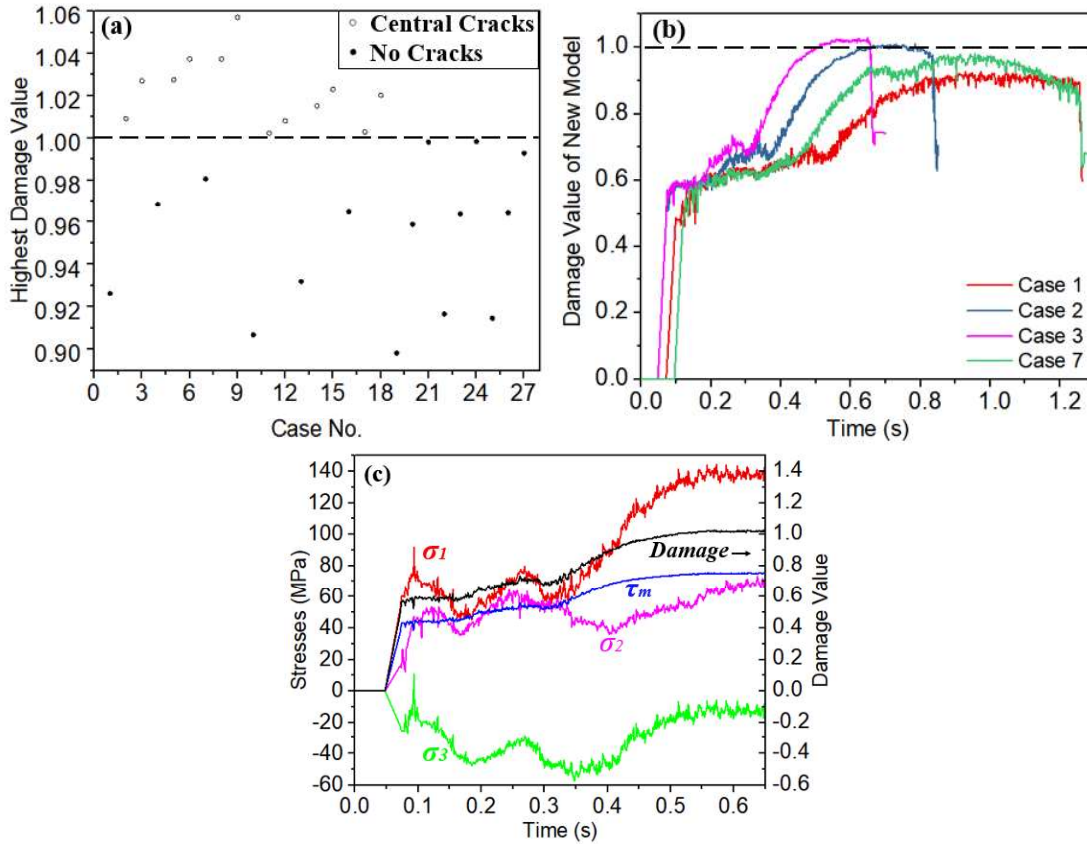 (a)
Central Cracks
No Cracks
1.06
1.04
1.02
1.00
0.98
0.96
0.94
0.92
0.90
Highest Damage Value
0 3 6 9 12 15 18 21 24 27
Case No.
(b)
1.0
0.8
0.6
0.4
0.2
0.0
Damage Value of New Model
Case 1
Case 2
Case 3
Case 7
0.0 0.2 0.4 0.6 0.8 1.0 1.2
Time (s)
(c)
140
120
100
80
60
40
20
0
-20
-40
-60
Stresses (MPa)
σ1
Damage
τm
σ2
σ3
1.4
1.2
1.0
0.8
0.6
0.4
0.2
0.0
-0.2
-0.4
-0.6
Damage Value
0.0 0.1 0.2 0.3 0.4 0.5 0.6
Time (s)